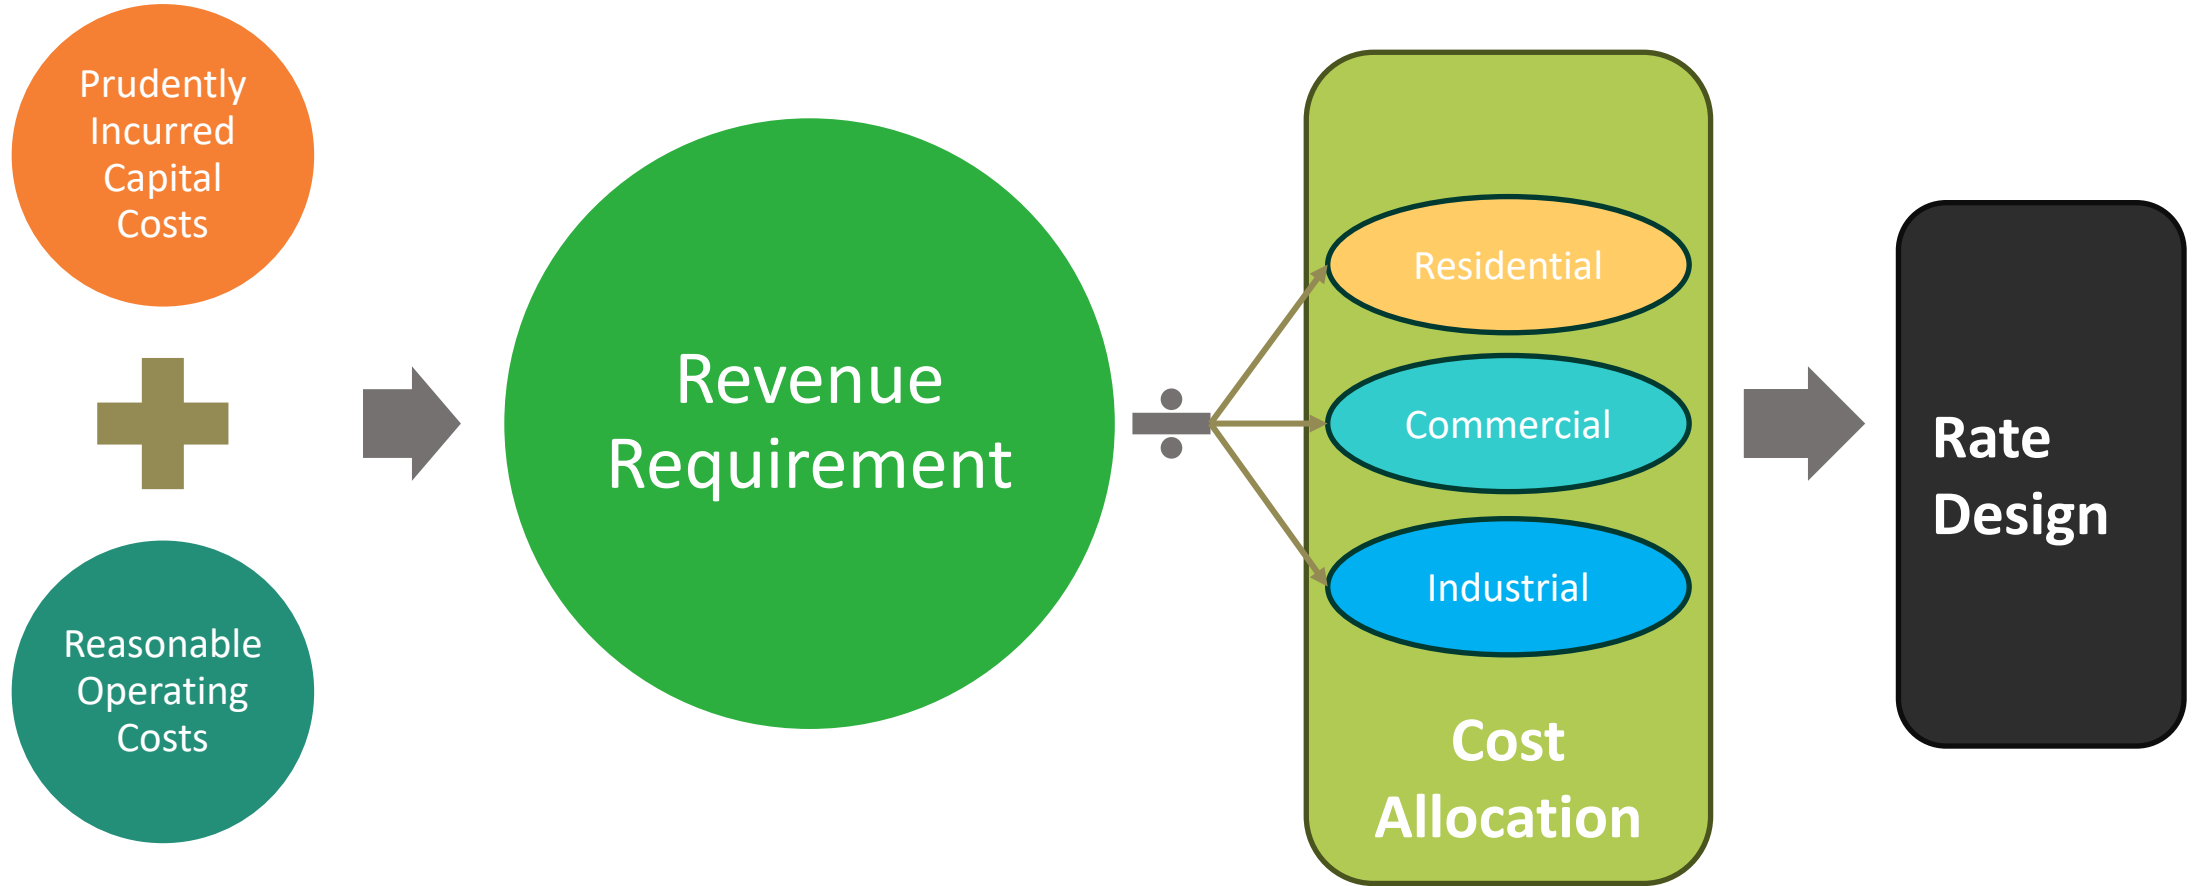 Prudently
Incurred
Capital
Costs
Reasonable
Operating
Costs
Revenue
Requirement
Residential
Commercial
Industrial
Cost
Allocation
Rate
Design